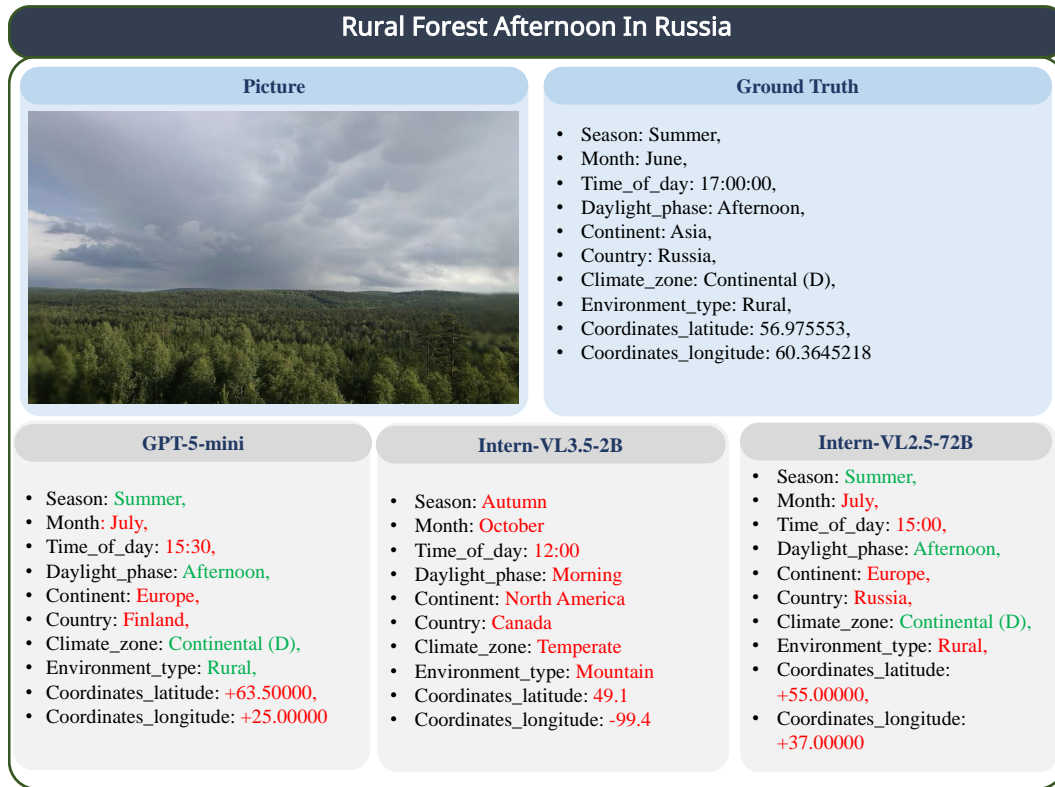 Rural Forest Afternoon In Russia
Picture
Ground Truth
• Season: Summer,
• Month: June,
• Time_of_day: 17:00:00,
• Daylight_phase: Afternoon,
• Continent: Asia,
• Country: Russia,
• Climate_zone: Continental (D),
• Environment_type: Rural,
• Coordinates_latitude: 56.975553,
• Coordinates_longitude: 60.3645218
GPT-5-mini
• Season: Summer,
• Month: July,
• Time_of_day: 15:30,
• Daylight_phase: Afternoon,
• Continent: Europe,
• Country: Finland,
• Climate_zone: Continental (D),
• Environment_type: Rural,
• Coordinates_latitude: +63.50000,
• Coordinates_longitude: +25.00000
Intern-VL3.5-2B
• Season: Autumn
• Month: October
• Time_of_day: 12:00
• Daylight_phase: Morning
• Continent: North America
• Country: Canada
• Climate_zone: Temperate
• Environment_type: Mountain
• Coordinates_latitude: 49.1
• Coordinates_longitude: -99.4
Intern-VL2.5-72B
• Season: Summer,
• Month: July,
• Time_of_day: 15:00,
• Daylight_phase: Afternoon,
• Continent: Europe,
• Country: Russia,
• Climate_zone: Continental (D),
• Environment_type: Rural,
• Coordinates_latitude:
+55.00000,
• Coordinates_longitude:
+37.00000